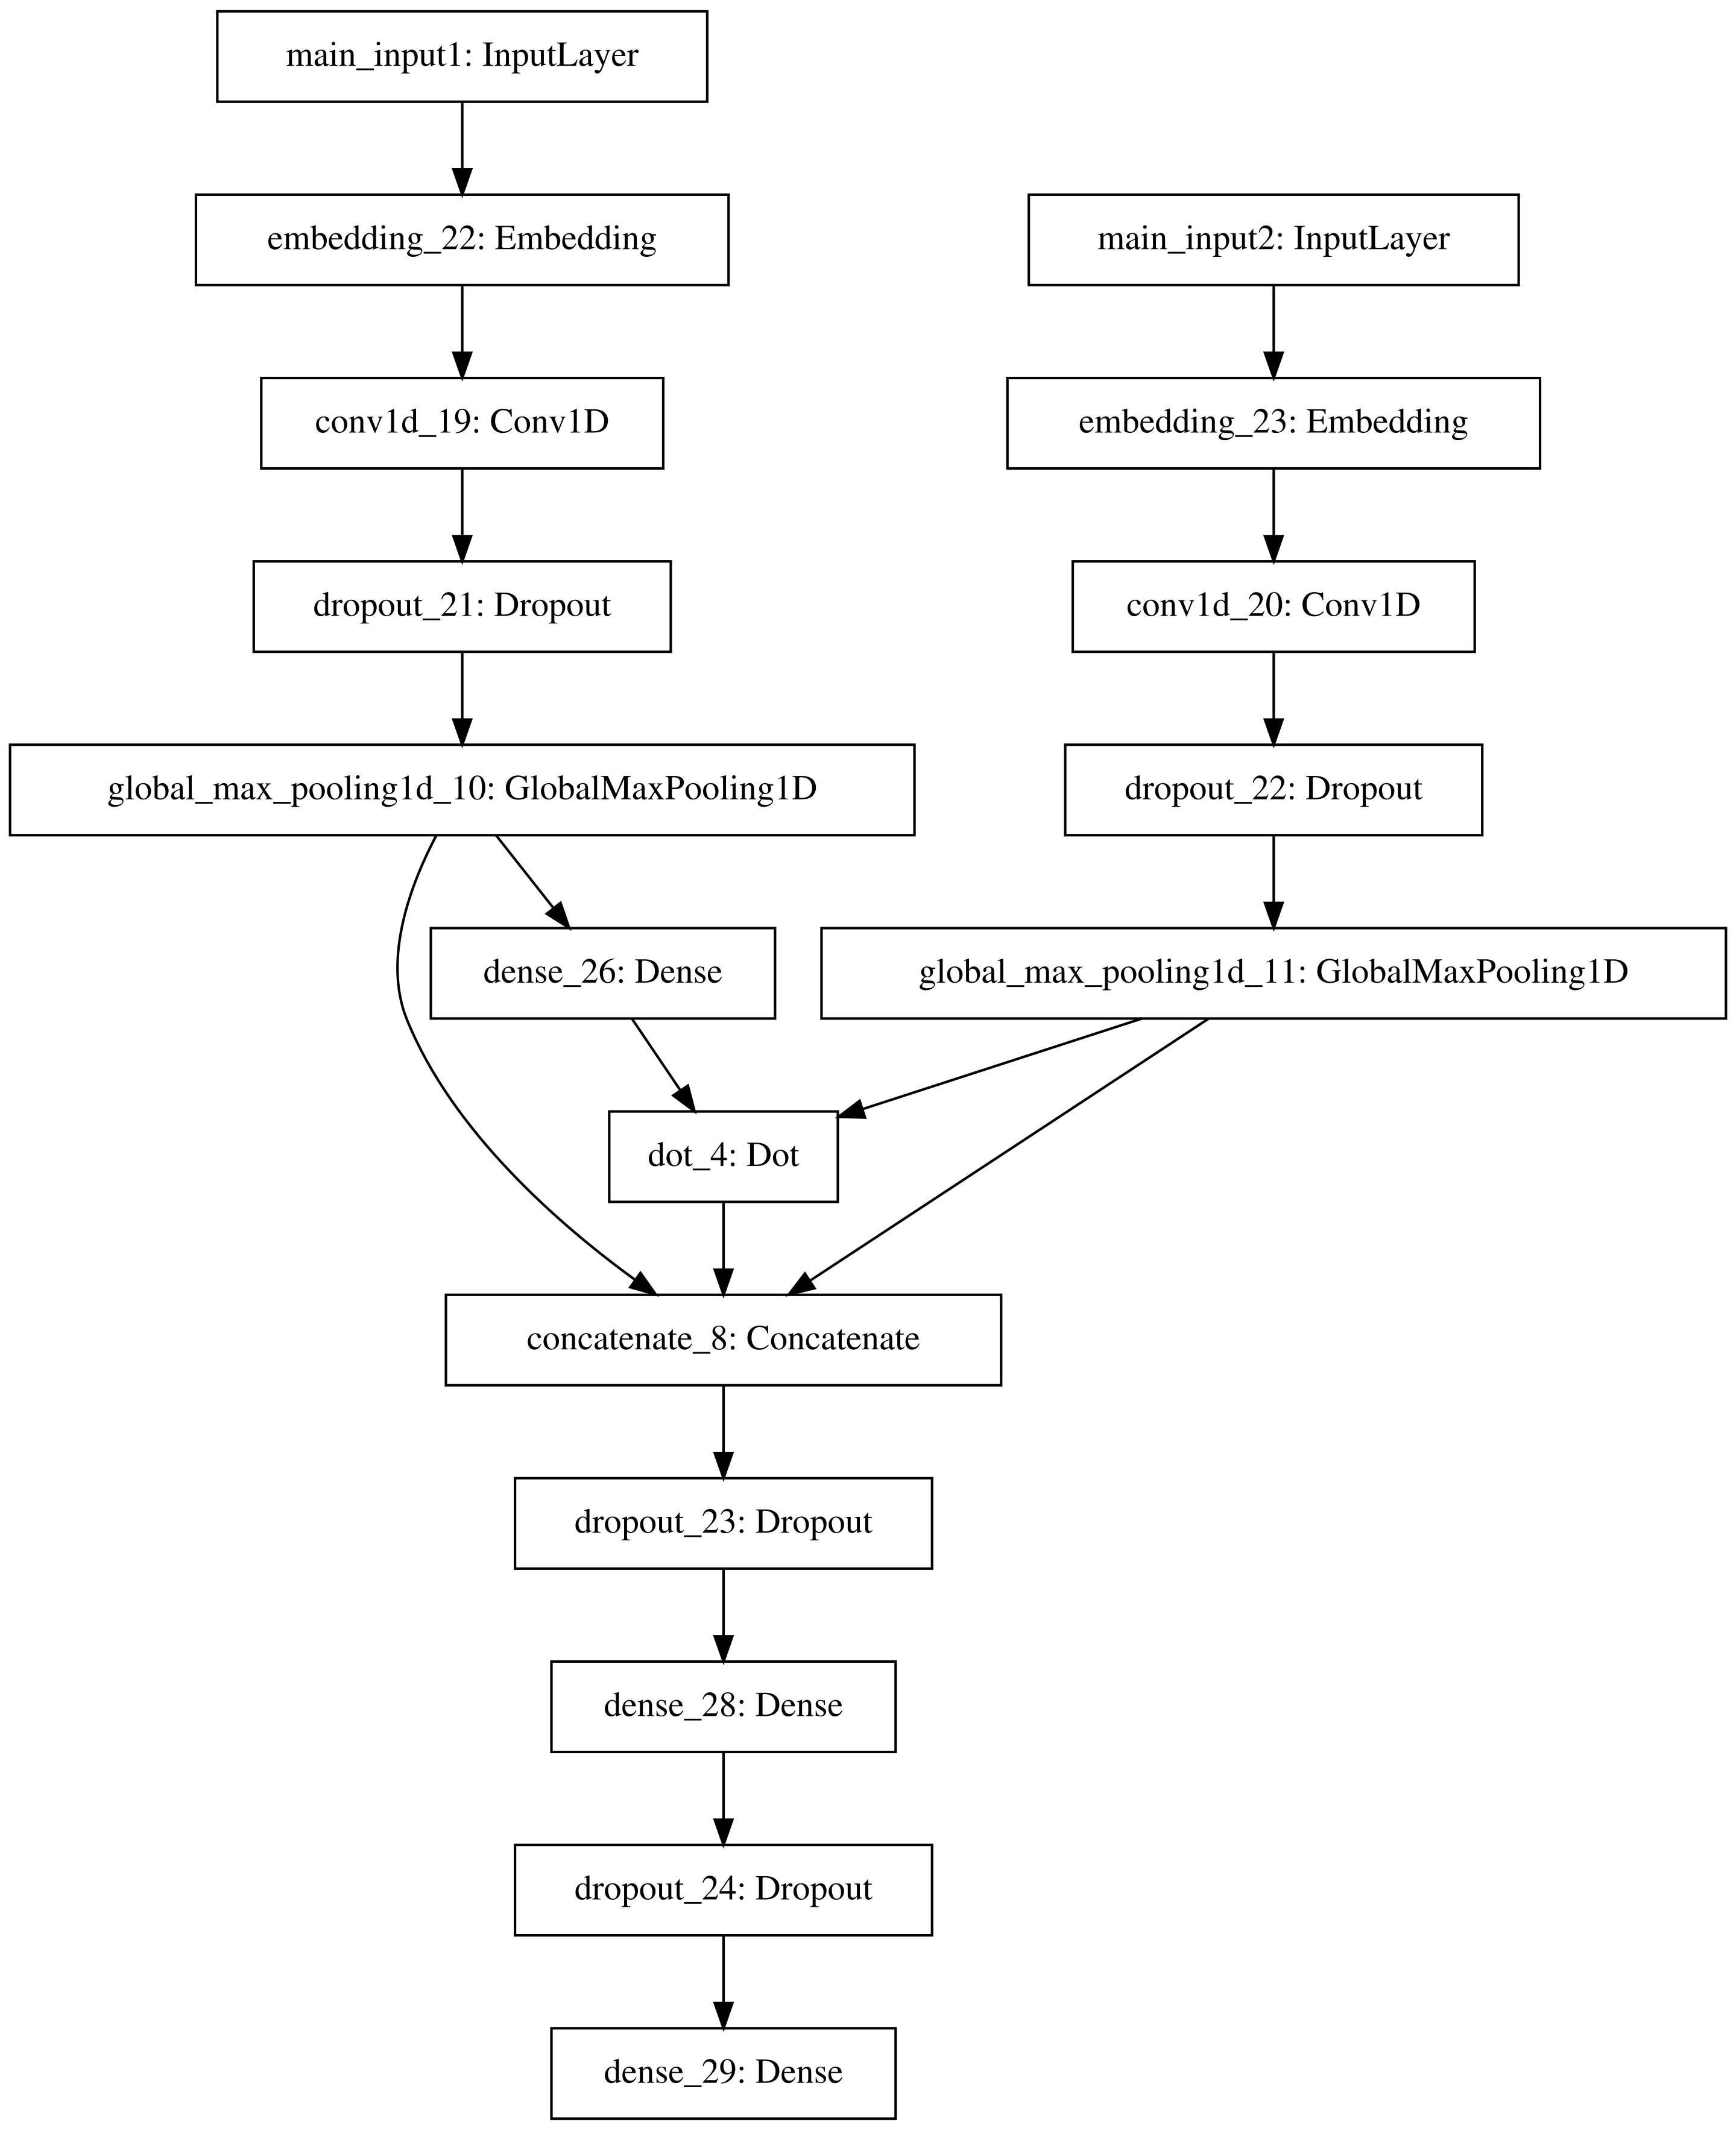 main_input1: InputLayer
embedding_22: Embedding
main_input2: InputLayer
conv1d_19: Conv1D
embedding_23: Embedding
dropout_21: Dropout
conv1d_20: Conv1D
global_max_pooling1d_10: GlobalMaxPooling1D
dropout_22: Dropout
dense_26: Dense
global_max_pooling1d_11: GlobalMaxPooling1D
dot_4: Dot
concatenate_8: Concatenate
dropout_23: Dropout
dense_28: Dense
dropout_24: Dropout
dense_29: Dense